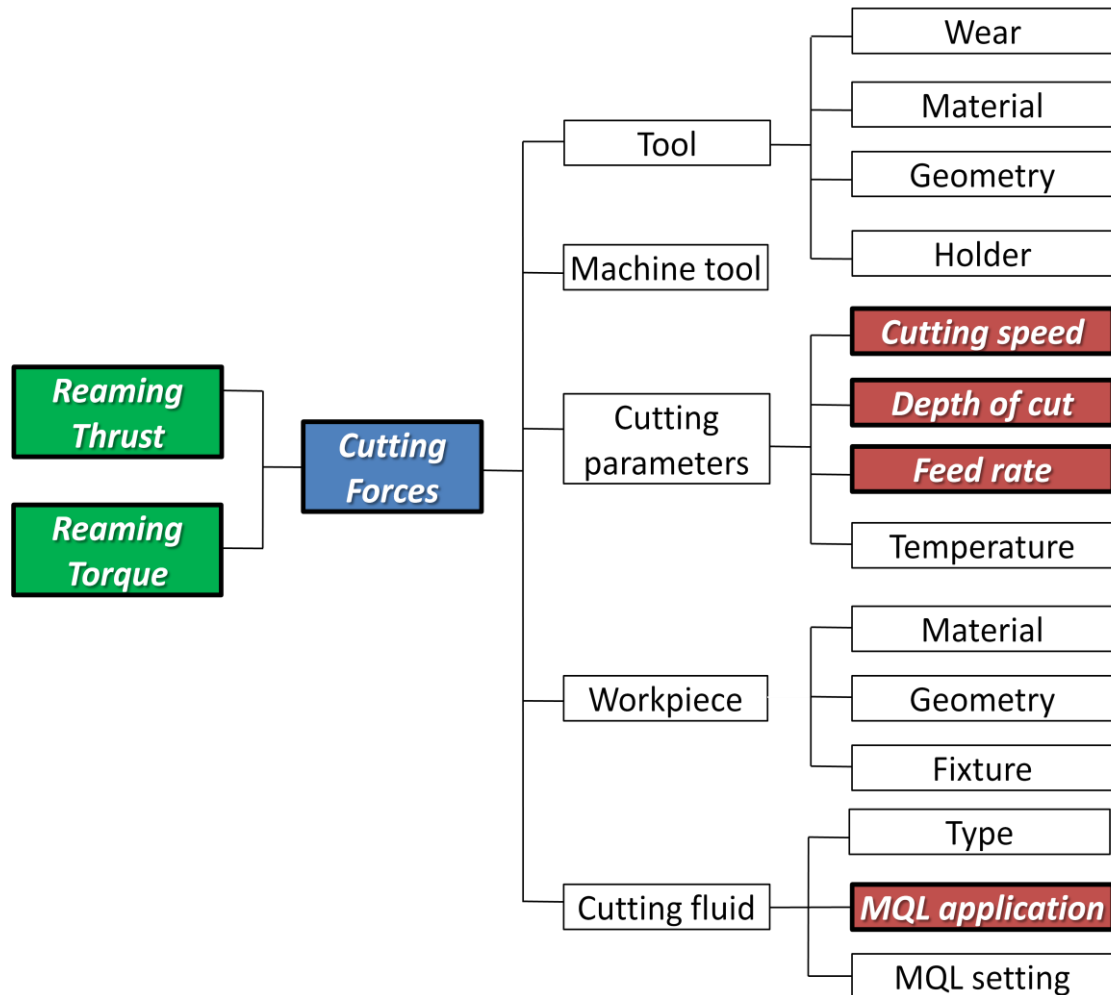 Reaming
Thrust
Reaming
Torque
Cutting
Forces
Tool
Machine tool
Cutting
parameters
Workpiece
Cutting fluid
Wear
Material
Geometry
Holder
Cutting speed
Depth of cut
Feed rate
Temperature
Material
Geometry
Fixture
Type
MQL application
MQL setting